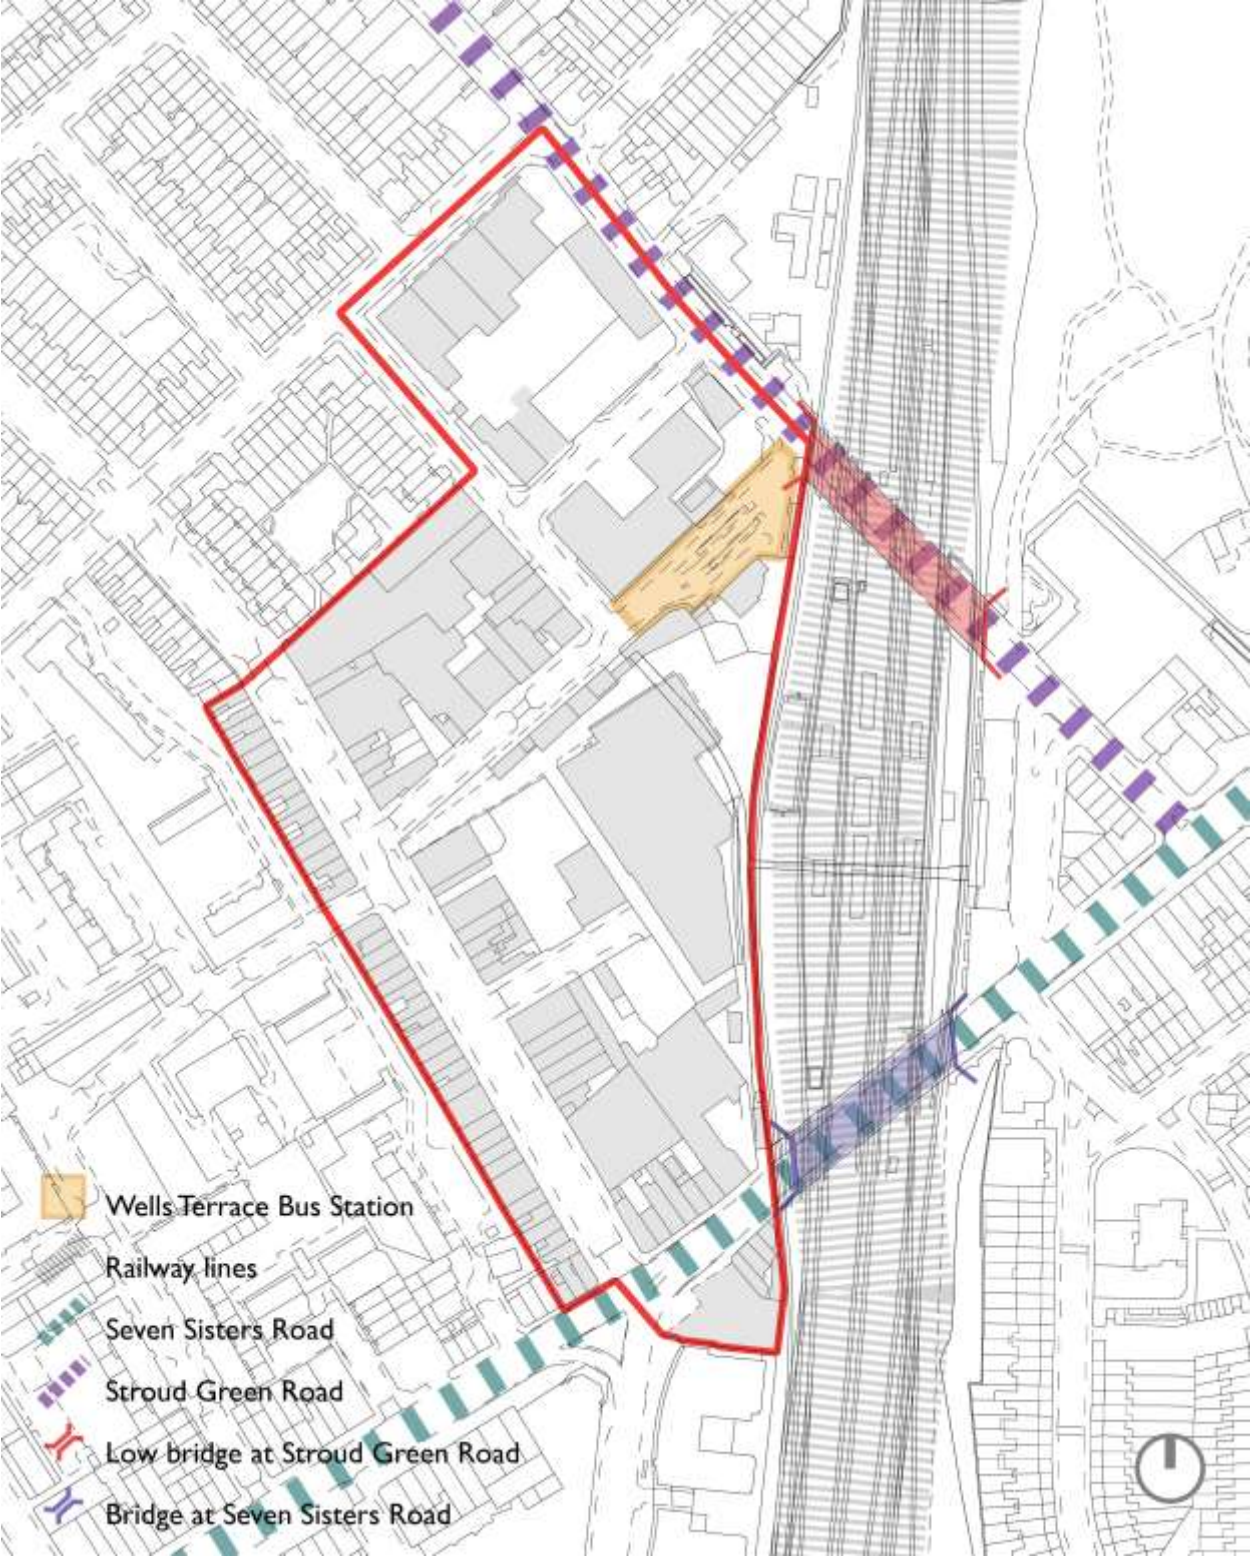 Wells Terrace Bus Station
Railway lines
Seven Sisters Road
Stroud Green Road
Low bridge at Stroud Green Road
Bridge at Seven Sisters Road